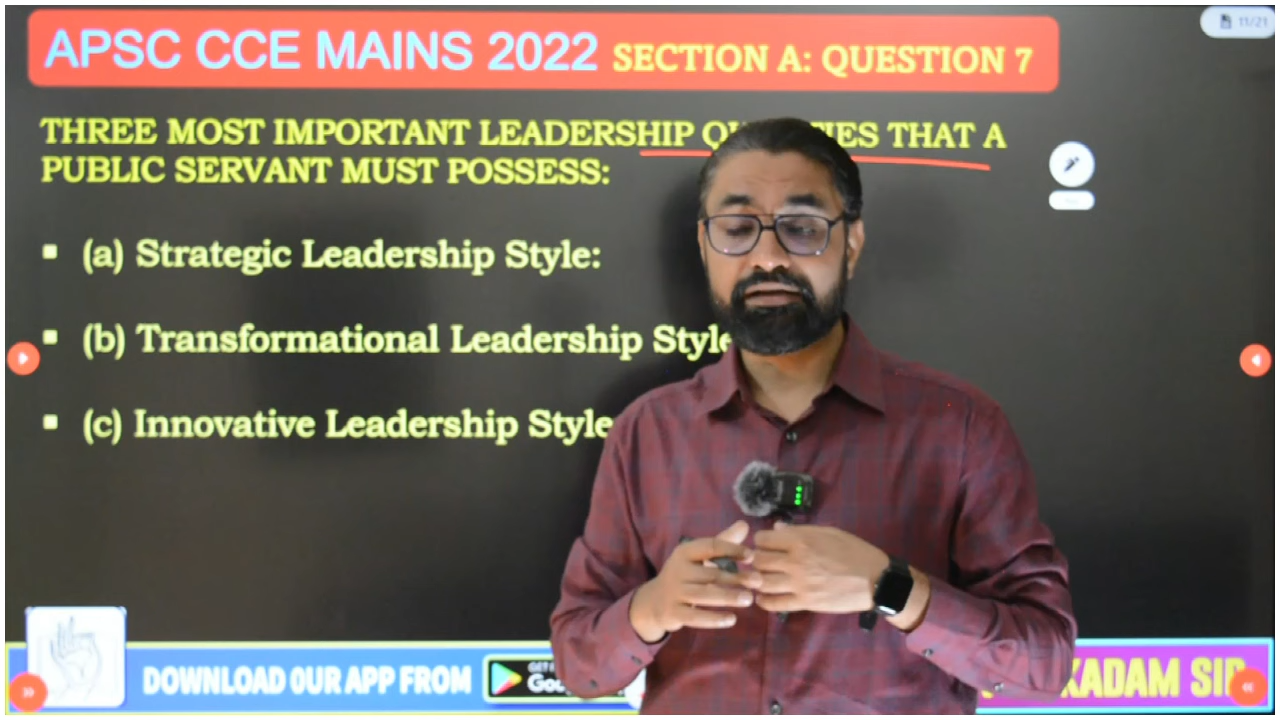 11/21
APSC CCE MAINS 2022 SECTION A: QUESTION 7
THREE MOST IMPORTANT LEADERSHIP THAT A
PUBLIC SERVANT MUST POSSESS:
▪ (a) Strategic Leadership Style:
▪ (b) Transformational Leadership Style
▪ (c) Innovative Leadership Style
DOWNLOAD OUR APP FROM
KADAM SIR